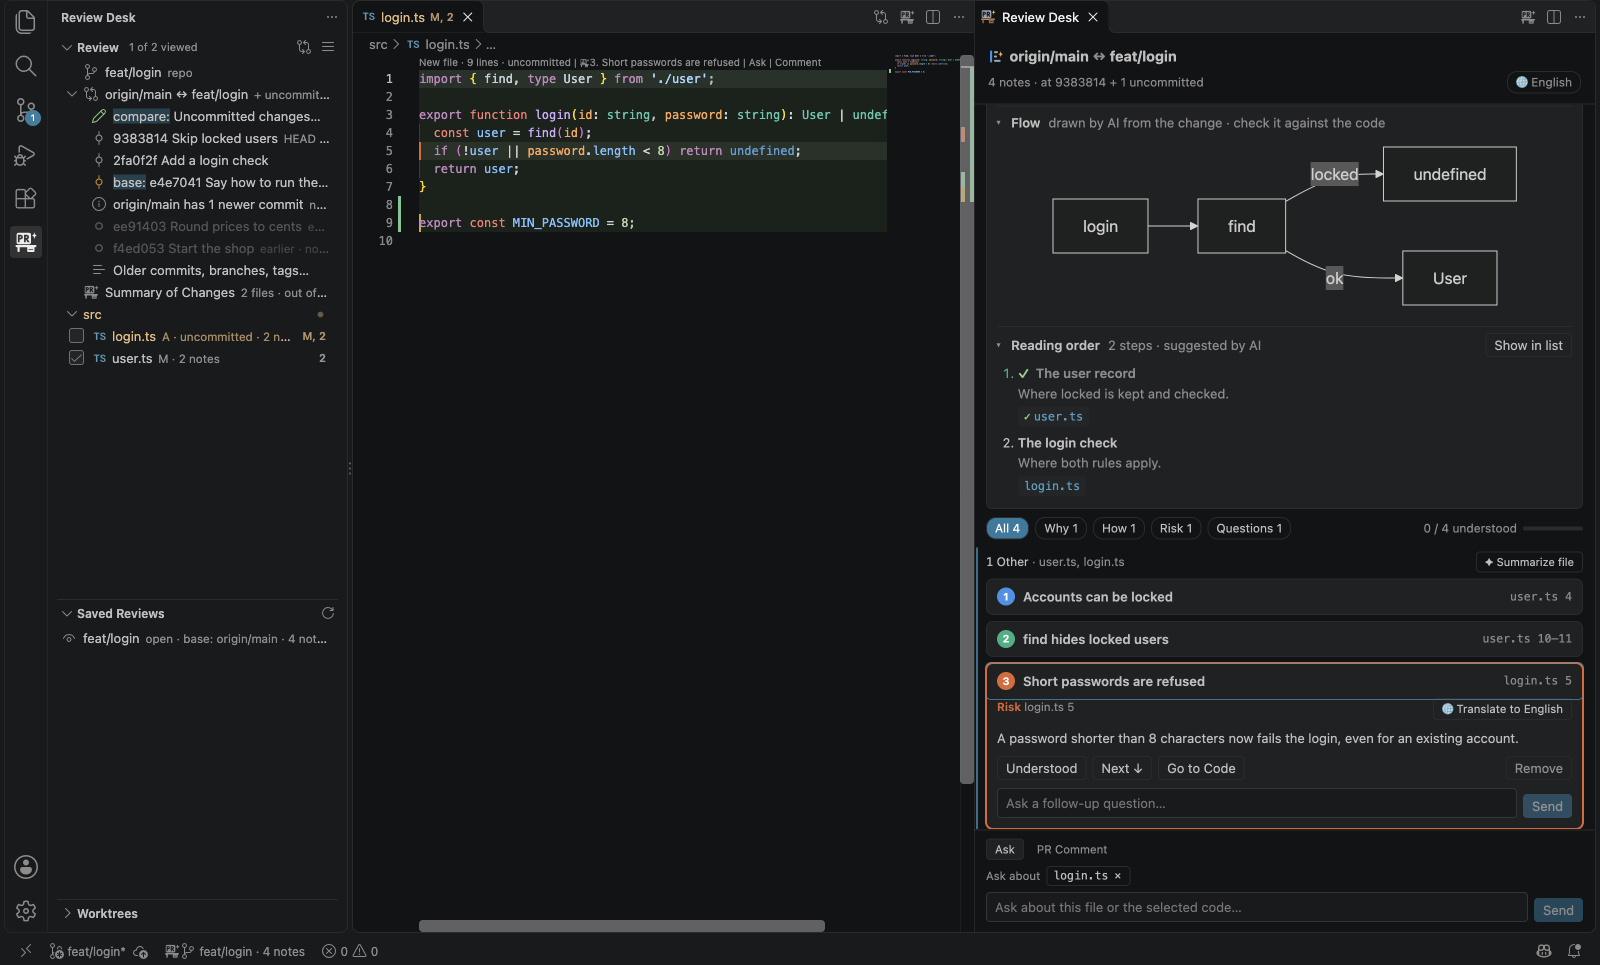 Review Desk
Review 1 of 2 viewed
feat/login repo
origin/main ↔ feat/login + uncommit...
compare: Uncommitted changes...
9383814 Skip locked users HEAD ...
2fa0f2f Add a login check
base: e4e7041 Say how to run the...
origin/main has 1 newer commit n...
ee91403 Round prices to cents e...
f4ed053 Start the shop earlier · no...
Older commits, branches, tags...
Summary of Changes 2 files · out of...
src
TS login.ts A · uncommitted · 2 n... M, 2
TS user.ts M · 2 notes 2
Saved Reviews
feat/login open · base: origin/main · 4 not...
Worktrees
1
PR
TS login.ts M, 2
src > TS login.ts > ...
New file · 9 lines · uncommitted | 3. Short passwords are refused | Ask | Comment
1 import { find, type User } from './user';
2
3 export function login(id: string, password: string): User | undef
4 const user = find(id);
5 if (!user || password.length < 8) return undefined;
6 return user;
7 }
8
9 export const MIN_PASSWORD = 8;
10
Review Desk
origin/main ↔ feat/login
4 notes · at 9383814 + 1 uncommitted
English
Flow drawn by AI from the change · check it against the code
locked
undefined
login
find
ok
User
Reading order 2 steps · suggested by AI
Show in list
1. ✓ The user record
Where locked is kept and checked.
✓ user.ts
2. The login check
Where both rules apply.
login.ts
All 4
Why 1
How 1
Risk 1
Questions 1
0 / 4 understood
1 Other · user.ts, login.ts
Summarize file
1 Accounts can be locked user.ts 4
2 find hides locked users user.ts 10–11
3 Short passwords are refused login.ts 5
Risk login.ts 5
Translate to English
A password shorter than 8 characters now fails the login, even for an existing account.
Understood
Next ↓
Go to Code
Remove
Ask a follow-up question...
Send
Ask
PR Comment
Ask about login.ts ×
Ask about this file or the selected code...
Send
feat/login*
feat/login · 4 notes
0
0